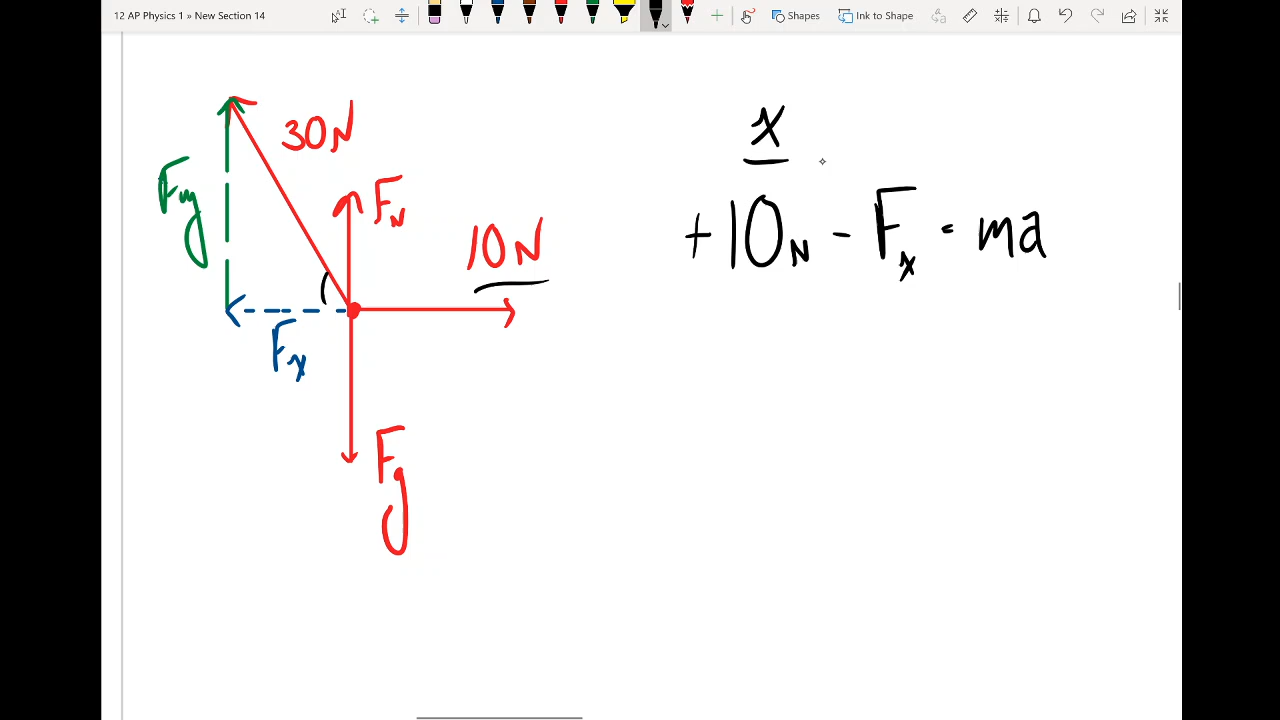 12 AP Physics 1 » New Section 14
Shapes
Ink to Shape
x
30N
Fy
FN
10N
+10N - Fx = ma
Fx
Fg